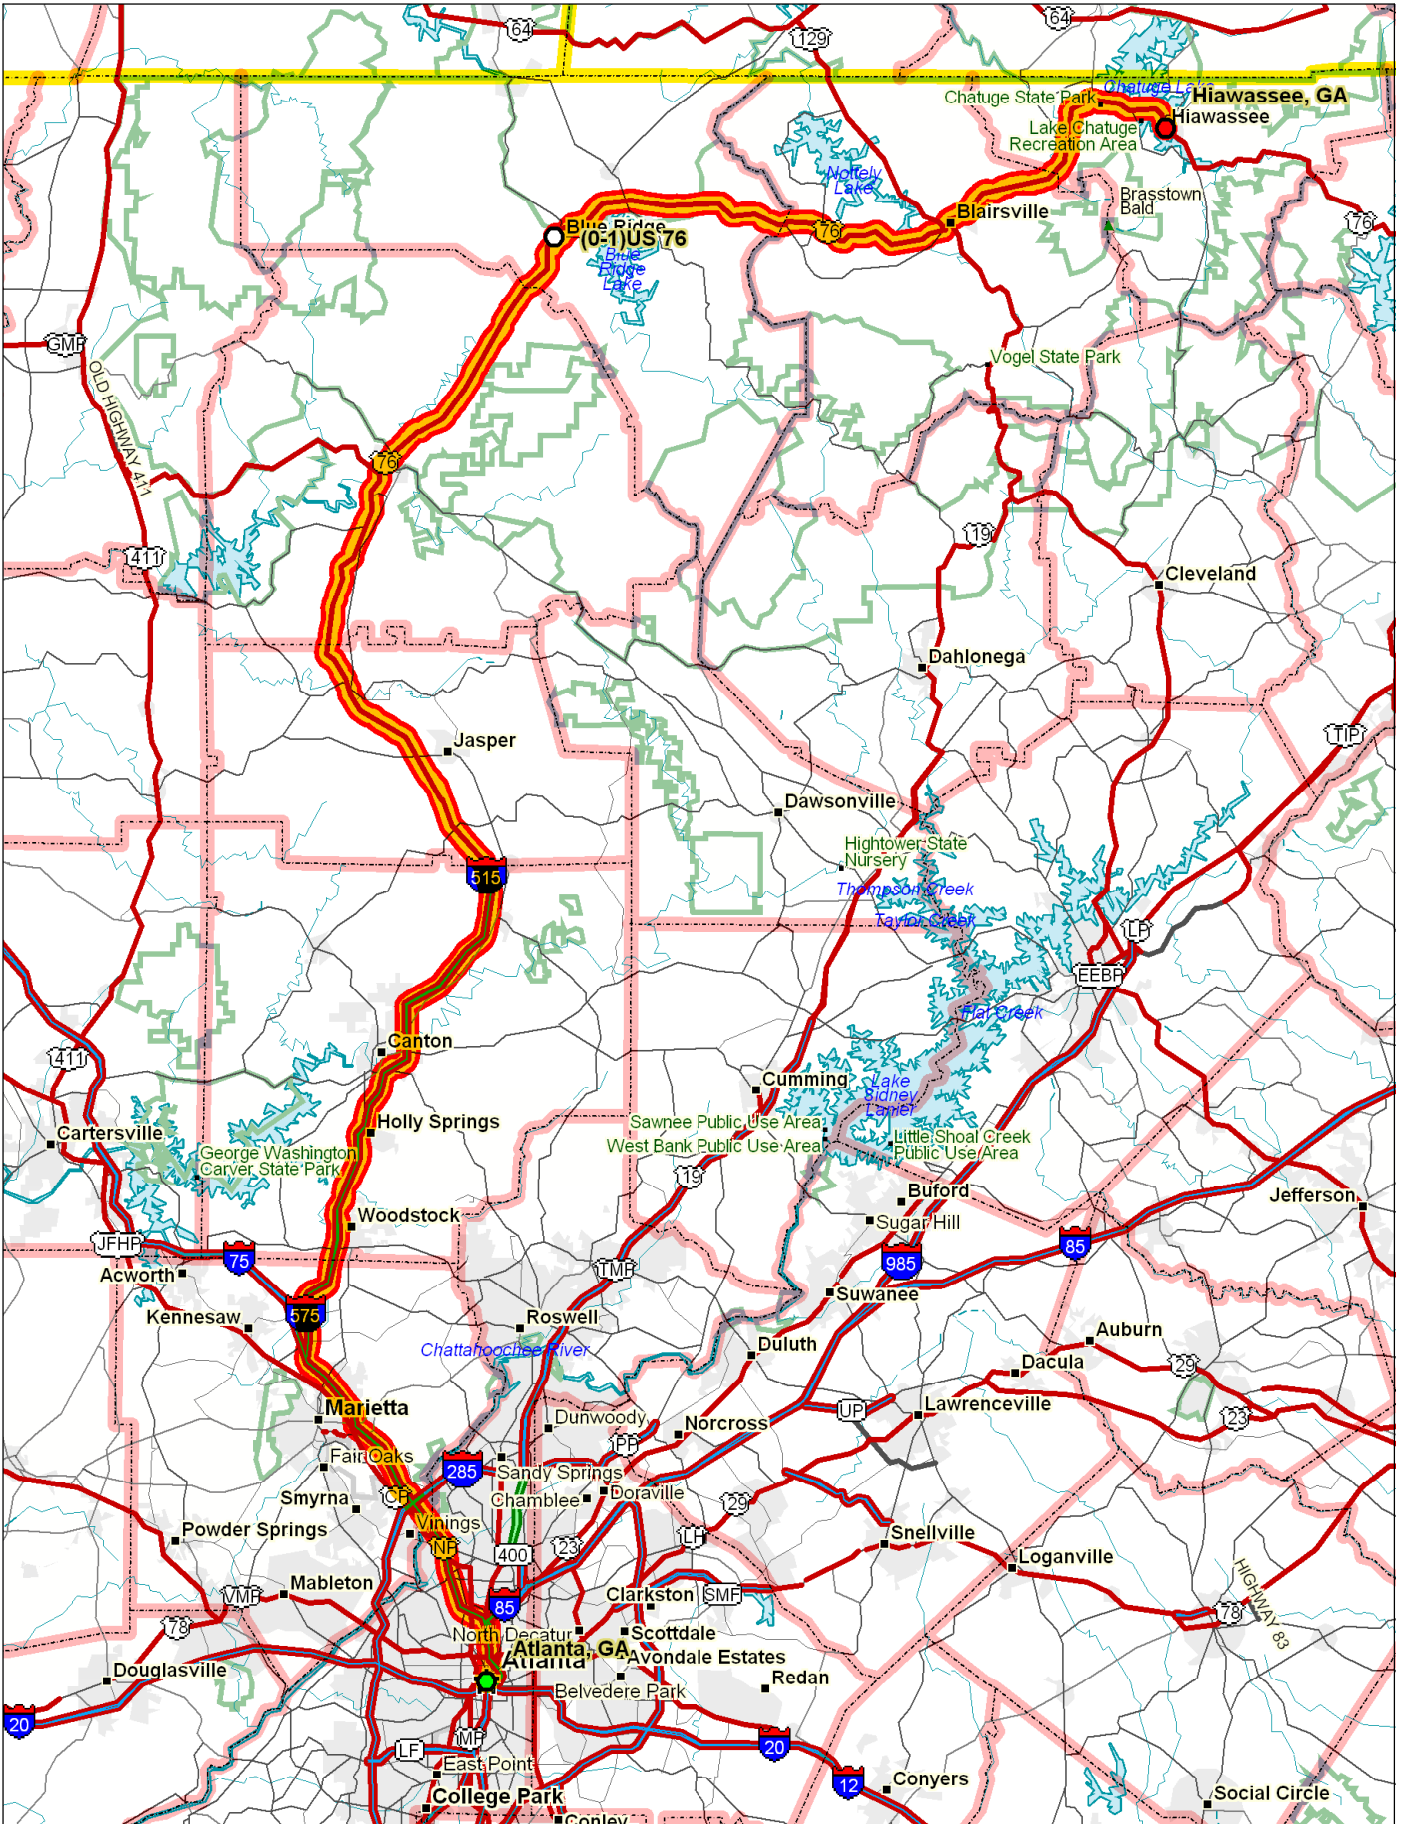 64
64
129
Chatuge Lake
Hiawassee, GA
Chatuge State Park
Hiawassee
Lake Chatuge
Recreation Area
Nottely
Lake
Brasstown
Bald
Blairsville
76
76
Blue Ridge
(0-1)US 76
Blue
Ridge
Lake
GMP
Vogel State Park
OLD HIGHWAY 411
76
19
411
Cleveland
Dahlonega
TIP
Jasper
Dawsonville
Hightower State
Nursery
515
Thompson Creek
Taylor Creek
LP
EEBP
Flat Creek
Canton
411
Cumming
Lake
Sidney
Lanier
Holly Springs
Sawnee Public Use Area
Cartersville
West Bank Public Use Area
Little Shoal Creek
Public Use Area
George Washington
Carver State Park
19
Buford
Jefferson
Woodstock
Sugar Hill
JFHP
75
85
985
TMP
Acworth
Suwanee
575
Kennesaw
Roswell
Auburn
Chattahoochee River
Duluth
Dacula
29
Marietta
UP
Lawrenceville
23
Dunwoody
Norcross
PP
Fair Oaks
285
Sandy Springs
Smyrna
CP
Chamblee
Doraville
29
HIGHWAY 83
Powder Springs
Vinings
LH
Snellville
NP
400
23
Loganville
Mableton
VMP
Clarkston
SMF
85
78
78
North Decatur
Scottdale
Atlanta, GA
Atlanta
Avondale Estates
Douglasville
Redan
Belvedere Park
20
MP
LF
20
East Point
12
Conyers
College Park
Social Circle
Conley